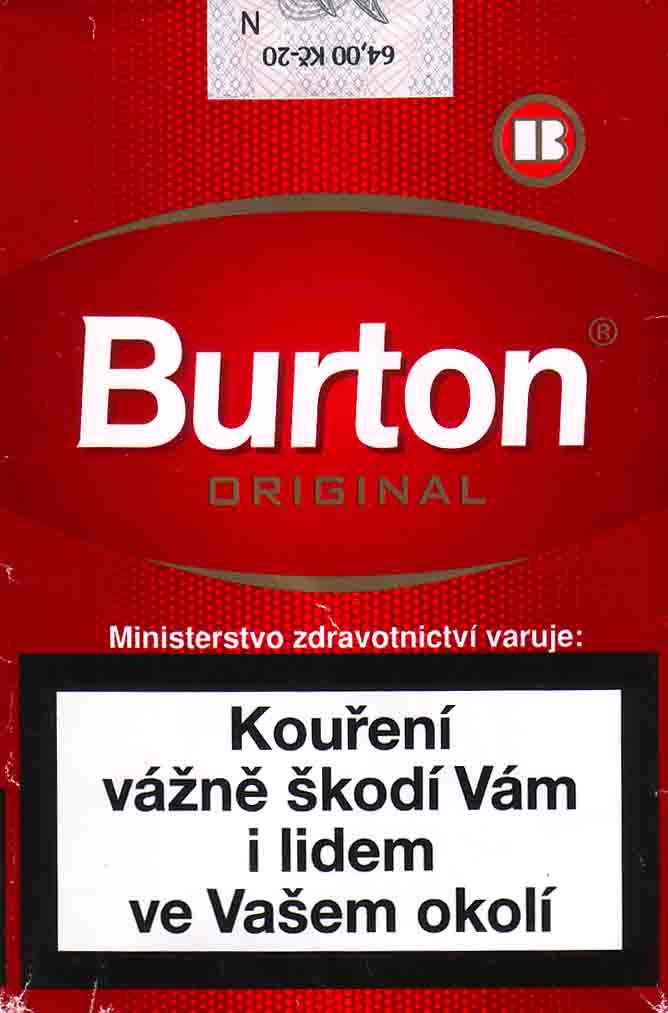 N
64,00 Kč-20
B
Burton®
ORIGINAL
Ministerstvo zdravotnictví varuje:
Kouření
vážně škodí Vám
i lidem
ve Vašem okolí